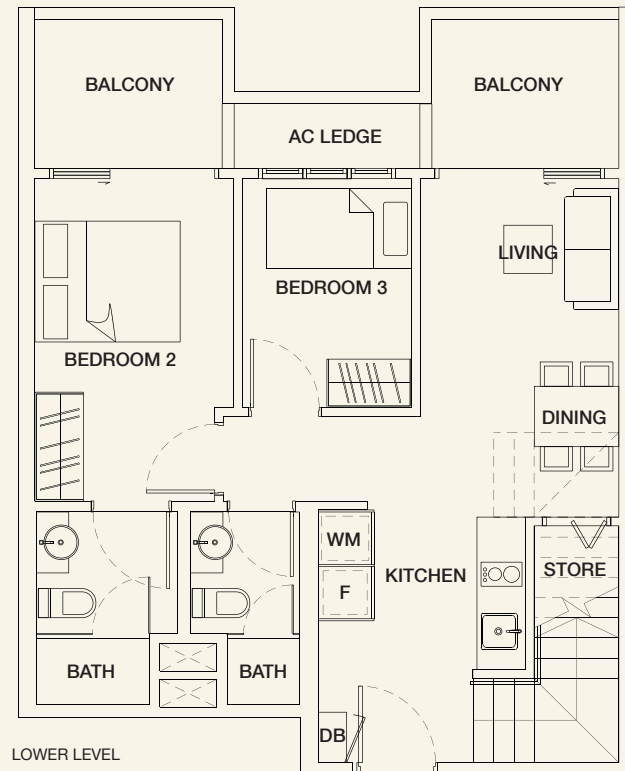 BALCONY
BALCONY
AC LEDGE
LIVING
BEDROOM 3
BEDROOM 2
DINING
WM
KITCHEN
STORE
F
BATH
BATH
DB
LOWER LEVEL